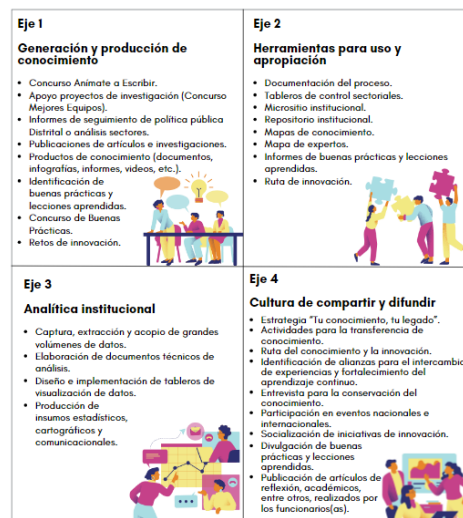 Eje 1
Generación y producción de
conocimiento
• Concurso Anímate a Escribir.
• Apoyo proyectos de investigación (Concurso
Mejores Equipos).
• Informes de seguimiento de política pública
Distrital o análisis sectores.
• Publicaciones de artículos e investigaciones.
• Productos de conocimiento (documentos,
infografías, informes, videos, etc.).
• Identificación de
buenas prácticas y
lecciones aprendidas.
• Concurso de Buenas
Prácticas.
• Retos de innovación.
Eje 2
Herramientas para uso y
apropiación
• Documentación del proceso.
• Tableros de control sectoriales.
• Micrositio institucional.
• Repositorio institucional.
• Mapas de conocimiento.
• Mapa de expertos.
• Informes de buenas prácticas y lecciones
aprendidas.
• Ruta de innovación.
Eje 3
Analítica institucional
• Captura, extracción y acopio de grandes
volúmenes de datos.
• Elaboración de documentos técnicos de
análisis.
• Diseño e implementación de tableros de
visualización de datos.
• Producción de
insumos estadísticos,
cartográficos y
comunicacionales.
Eje 4
Cultura de compartir y difundir
• Estrategia "Tu conocimiento, tu legado".
• Actividades para la transferencia de
conocimiento.
• Ruta del conocimiento y la innovación.
• Identificación de alianzas para el intercambio
de experiencias y fortalecimiento del
aprendizaje continuo.
• Entrevista para la conservación del
conocimiento.
• Participación en eventos nacionales e
internacionales.
• Socialización de iniciativas de innovación.
• Divulgación de buenas
prácticas y lecciones
aprendidas.
• Publicación de artículos de
reflexión, académicos,
entre otros, realizados por
los funcionarios(as).